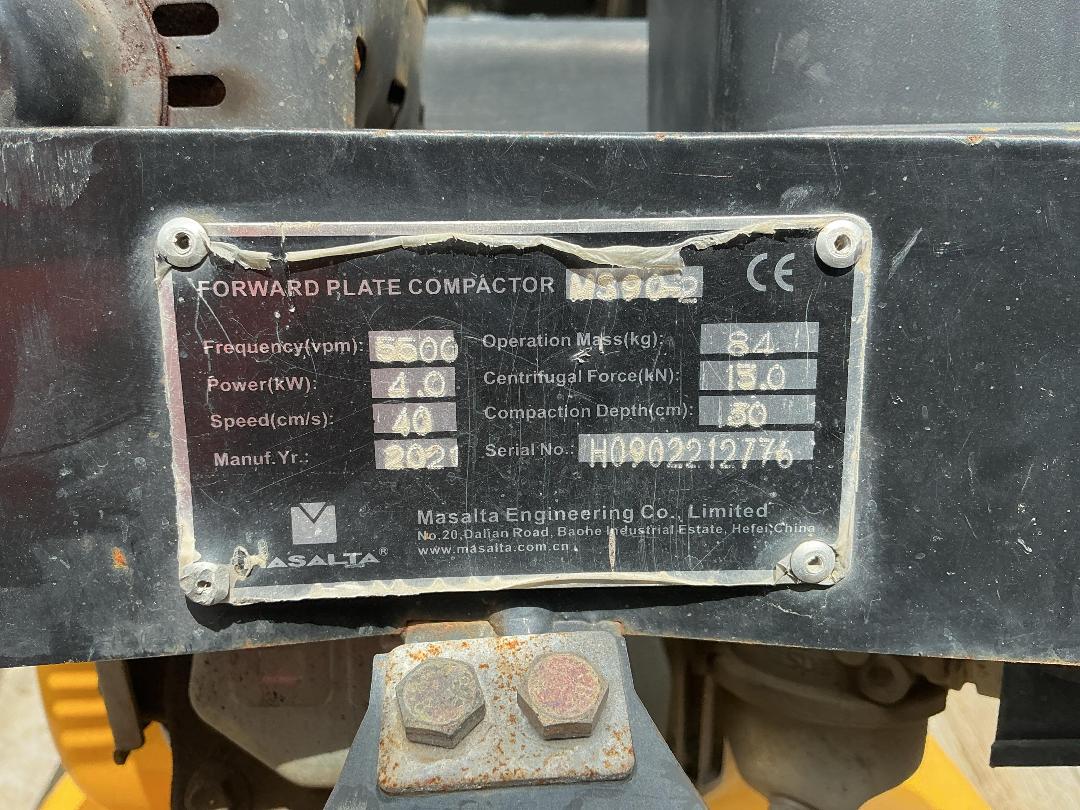 FORWARD PLATE COMPACTOR MS90-2 CE
Frequency(vpm): 5500 Operation Mass(kg): 84
Power(kW): 4.0 Centrifugal Force(kN): 15.0
Speed(cm/s): 40 Compaction Depth(cm): 30
Manuf.Yr.: 2021 Serial No.: H0902212776
Masalta Engineering Co., Limited
No.20,Dalian Road, Baohe Industrial Estate, Hefei,China
MASALTA® www.masalta.com.cn